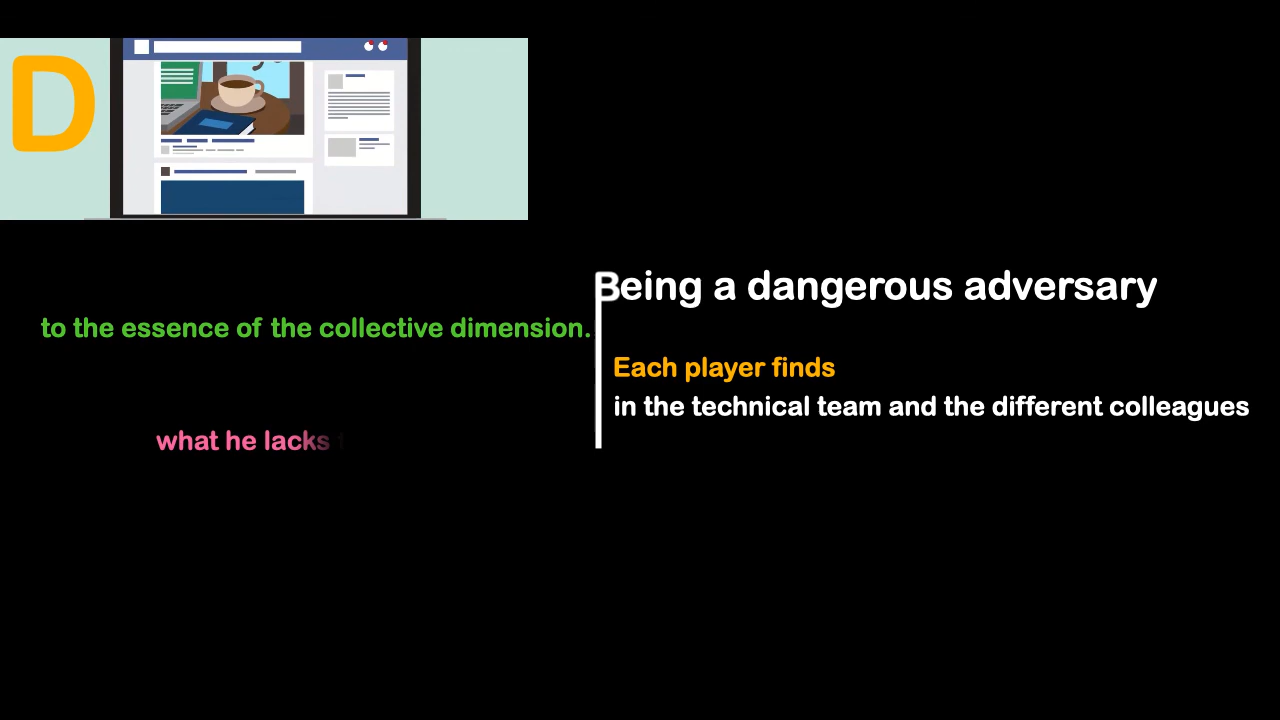 D
Being a dangerous adversary
to the essence of the collective dimension.
Each player finds
in the technical team and the different colleagues
what he lacks